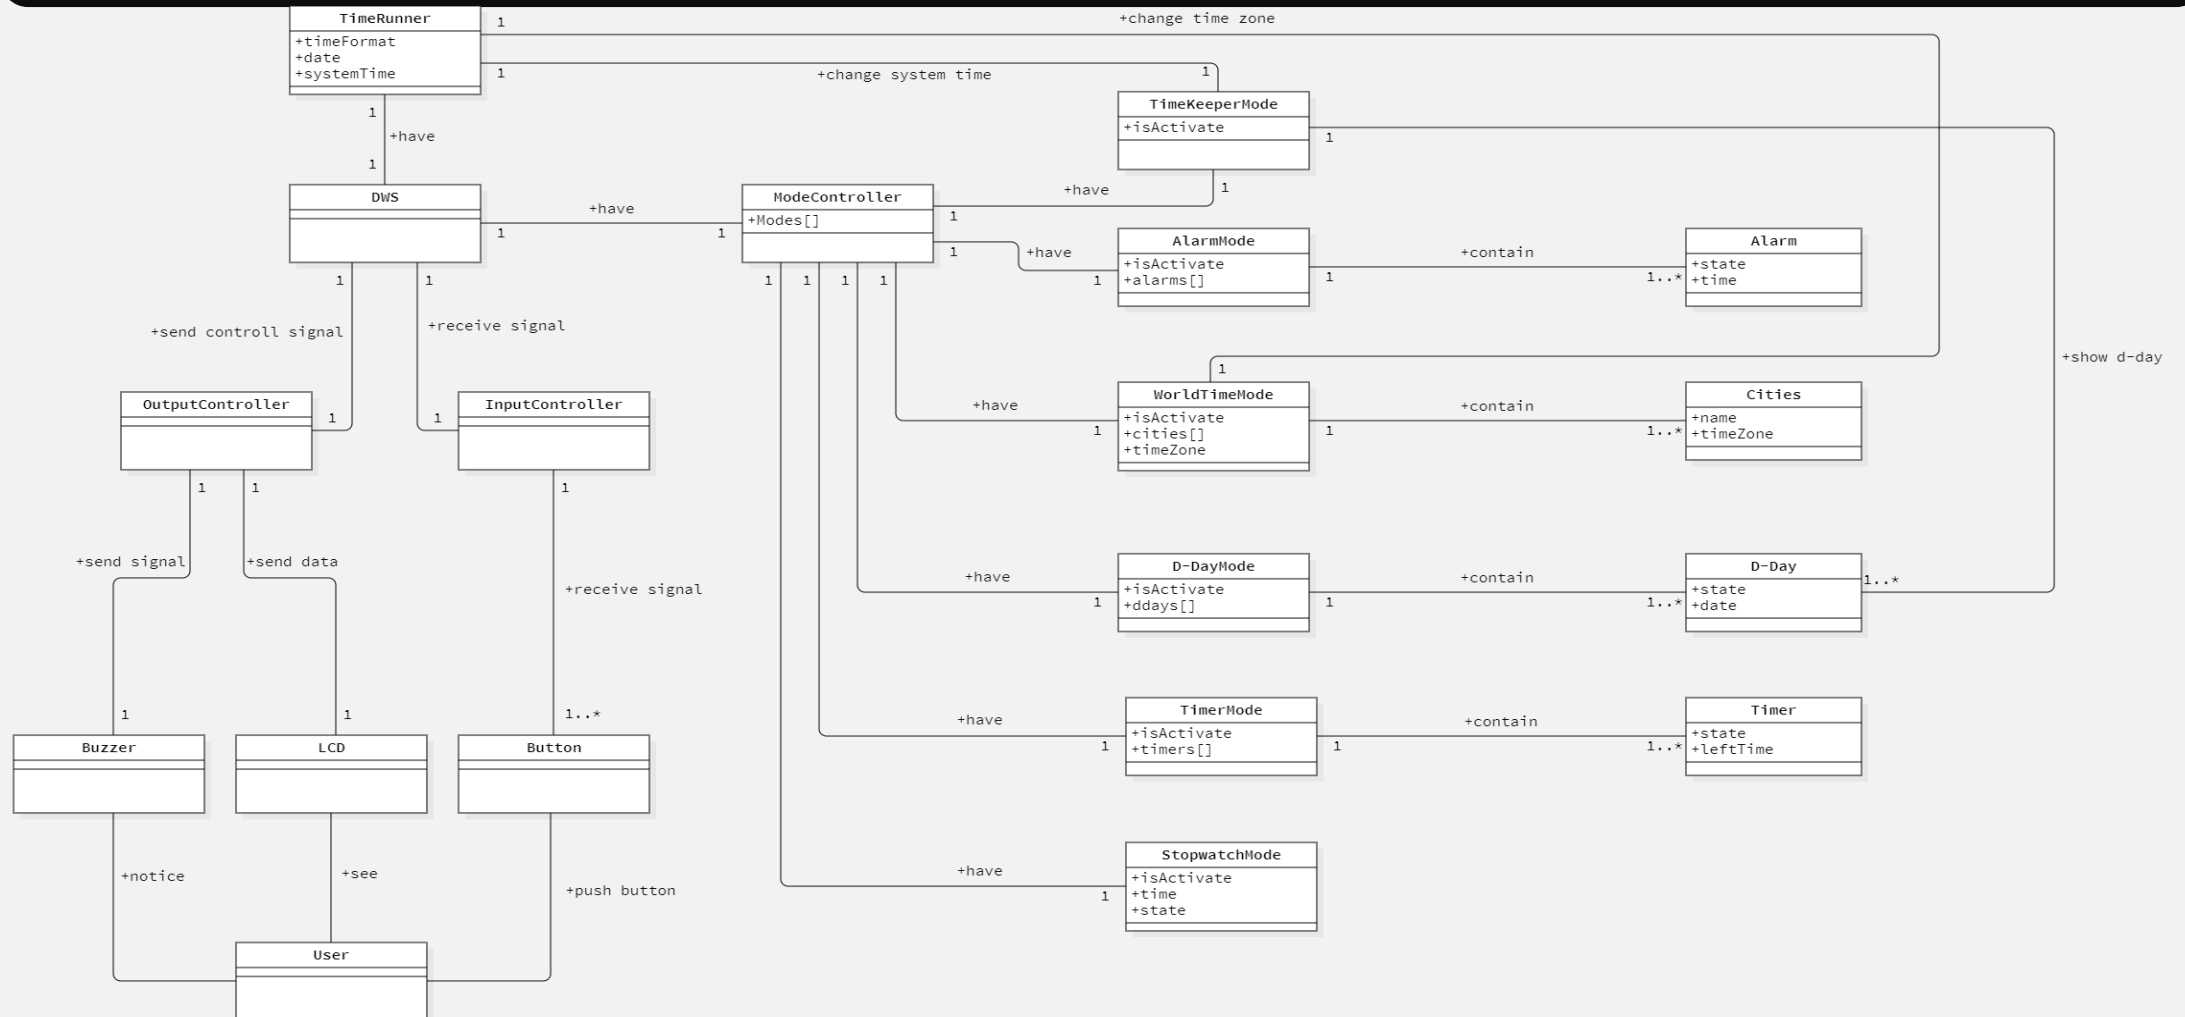 TimeRunner
+timeFormat
+date
+systemTime
1
+change time zone
1
+change system time
1
TimeKeeperMode
+isActivate
1
1
+have
1
DWS
+have
1
1
ModeController
+Modes[]
+have
1
1
1
+have
1
AlarmMode
+isActivate
+alarms[]
+contain
1
1..*
Alarm
+state
+time
1
1
1
1
1
1
+send controll signal
+receive signal
+show d-day
1
OutputController
1
1
InputController
+have
1
WorldTimeMode
+isActivate
+cities[]
+timeZone
+contain
1
1..*
Cities
+name
+timeZone
1
1
1
+send signal
+send data
+receive signal
+have
1
D-DayMode
+isActivate
+ddays[]
+contain
1
1..*
D-Day
+state
+date
1..*
1
1
1..*
+have
1
TimerMode
+isActivate
+timers[]
+contain
1
1..*
Timer
+state
+leftTime
Buzzer
LCD
Button
+notice
+see
+push button
+have
1
StopwatchMode
+isActivate
+time
+state
User